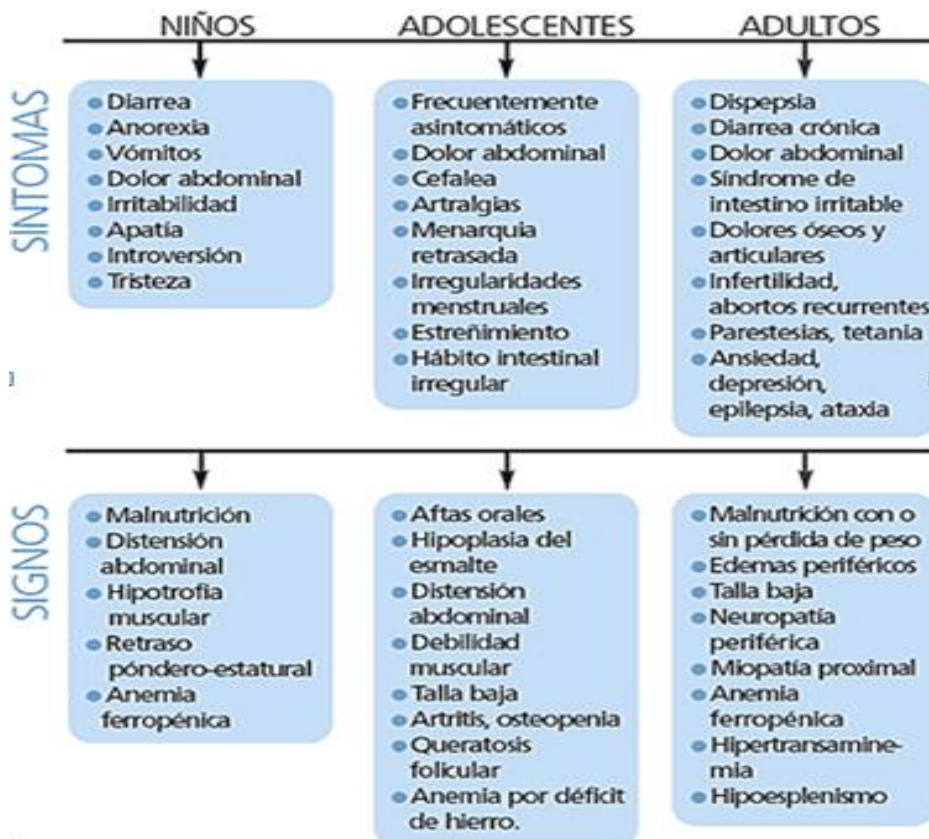 NIÑOS
ADOLESCENTES
ADULTOS
SÍNTOMAS
Diarrea
Anorexia
Vómitos
Dolor abdominal
Irritabilidad
Apatía
Introversión
Tristeza
Frecuentemente
asintomáticos
Dolor abdominal
Cefalea
Artralgias
Menarquia
retrasada
Irregularidades
menstruales
Estreñimiento
Hábito intestinal
irregular
Dispepsia
Diarrea crónica
Dolor abdominal
Síndrome de
intestino irritable
Dolores óseos y
articulares
Infertilidad,
abortos recurrentes
Parestesias, tetania
Ansiedad,
depresión,
epilepsia, ataxia
SIGNOS
Malnutrición
Distensión
abdominal
Hipotrofia
muscular
Retraso
póndero-estatural
Anemia
ferropénica
Aftas orales
Hipoplasia del
esmalte
Distensión
abdominal
Debilidad
muscular
Talla baja
Artritis, osteopenia
Queratosis
folicular
Anemia por déficit
de hierro.
Malnutrición con o
sin pérdida de peso
Edemas periféricos
Talla baja
Neuropatía
periférica
Miopatía proximal
Anemia
ferropénica
Hipertransamine-
mia
Hipoesplenismo